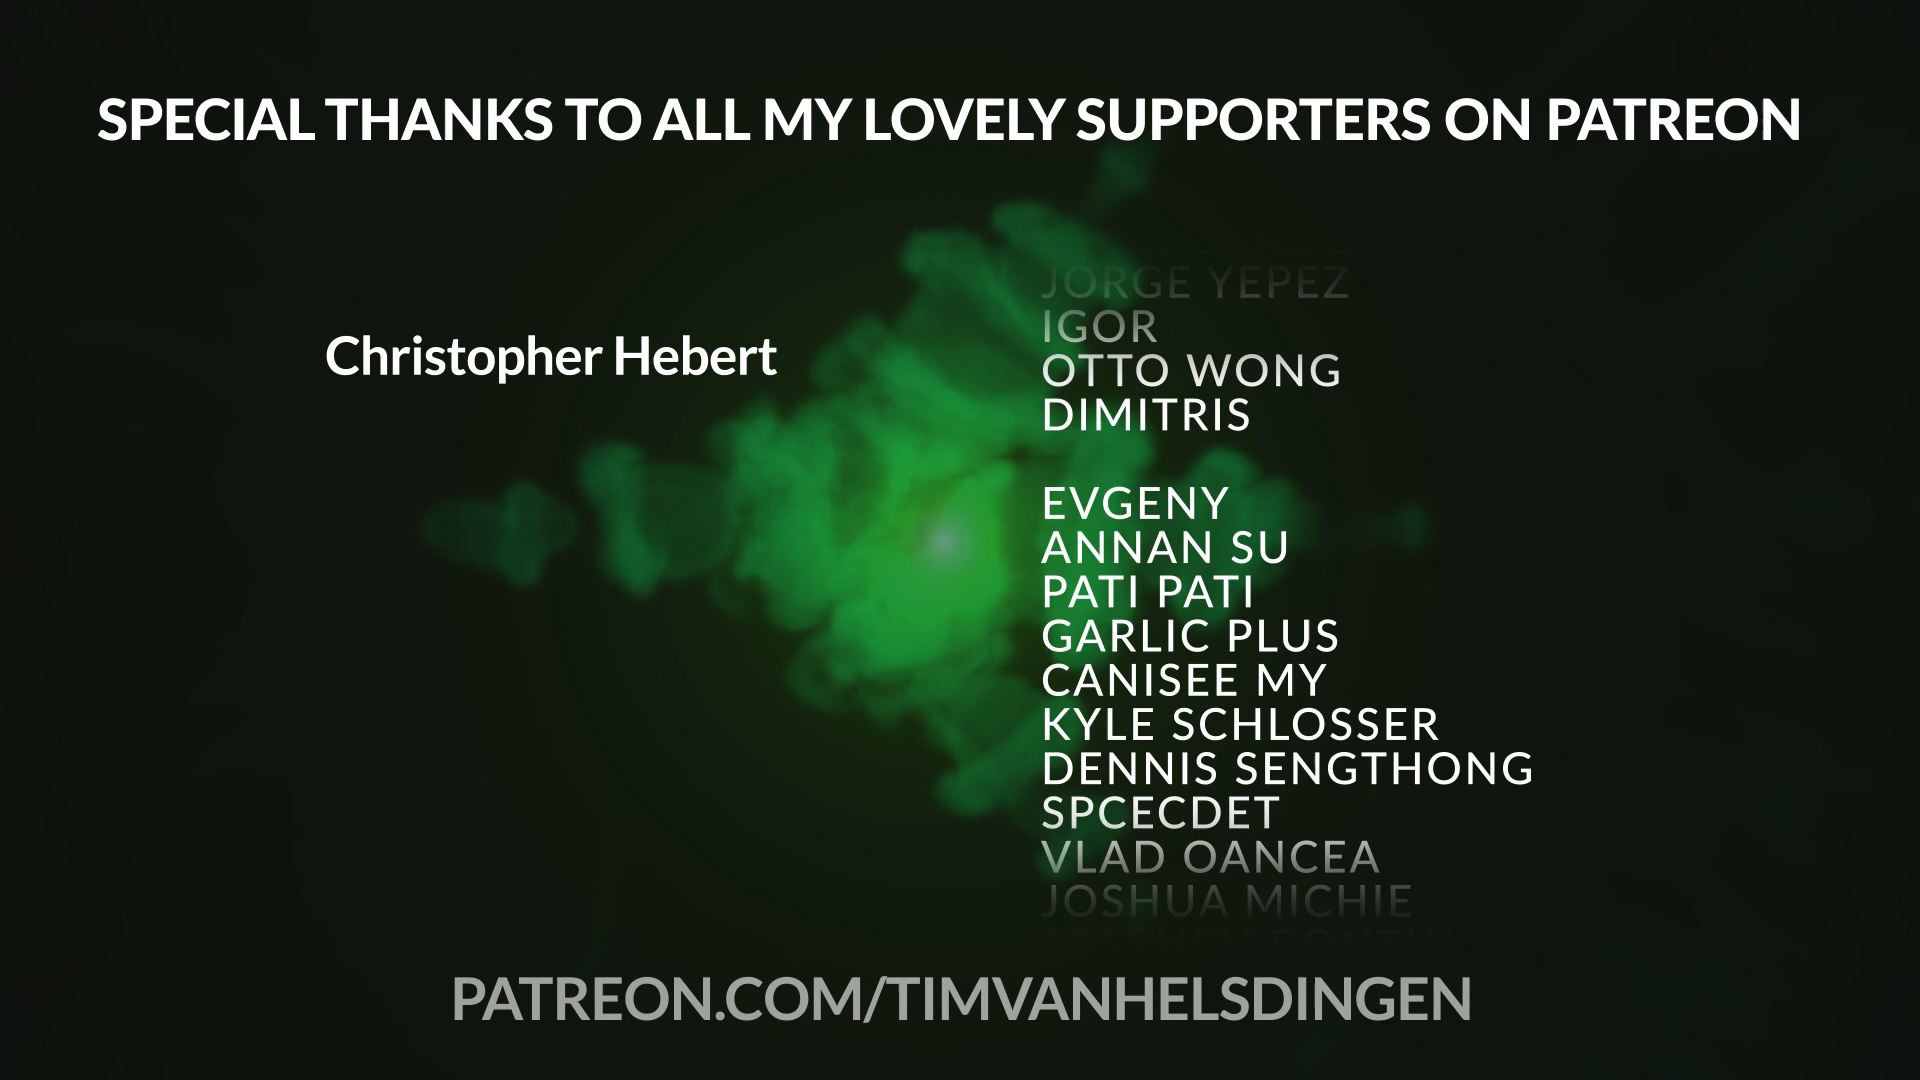 SPECIAL THANKS TO ALL MY LOVELY SUPPORTERS ON PATREON
Christopher Hebert
JORGE YEPEZ
IGOR
OTTO WONG
DIMITRIS
EVGENY
ANNAN SU
PATI PATI
GARLIC PLUS
CANISEE MY
KYLE SCHLOSSER
DENNIS SENGTHONG
SPCECDET
VLAD OANCEA
JOSHUA MICHIE
PATREON.COM/TIMVANHELSDINGEN